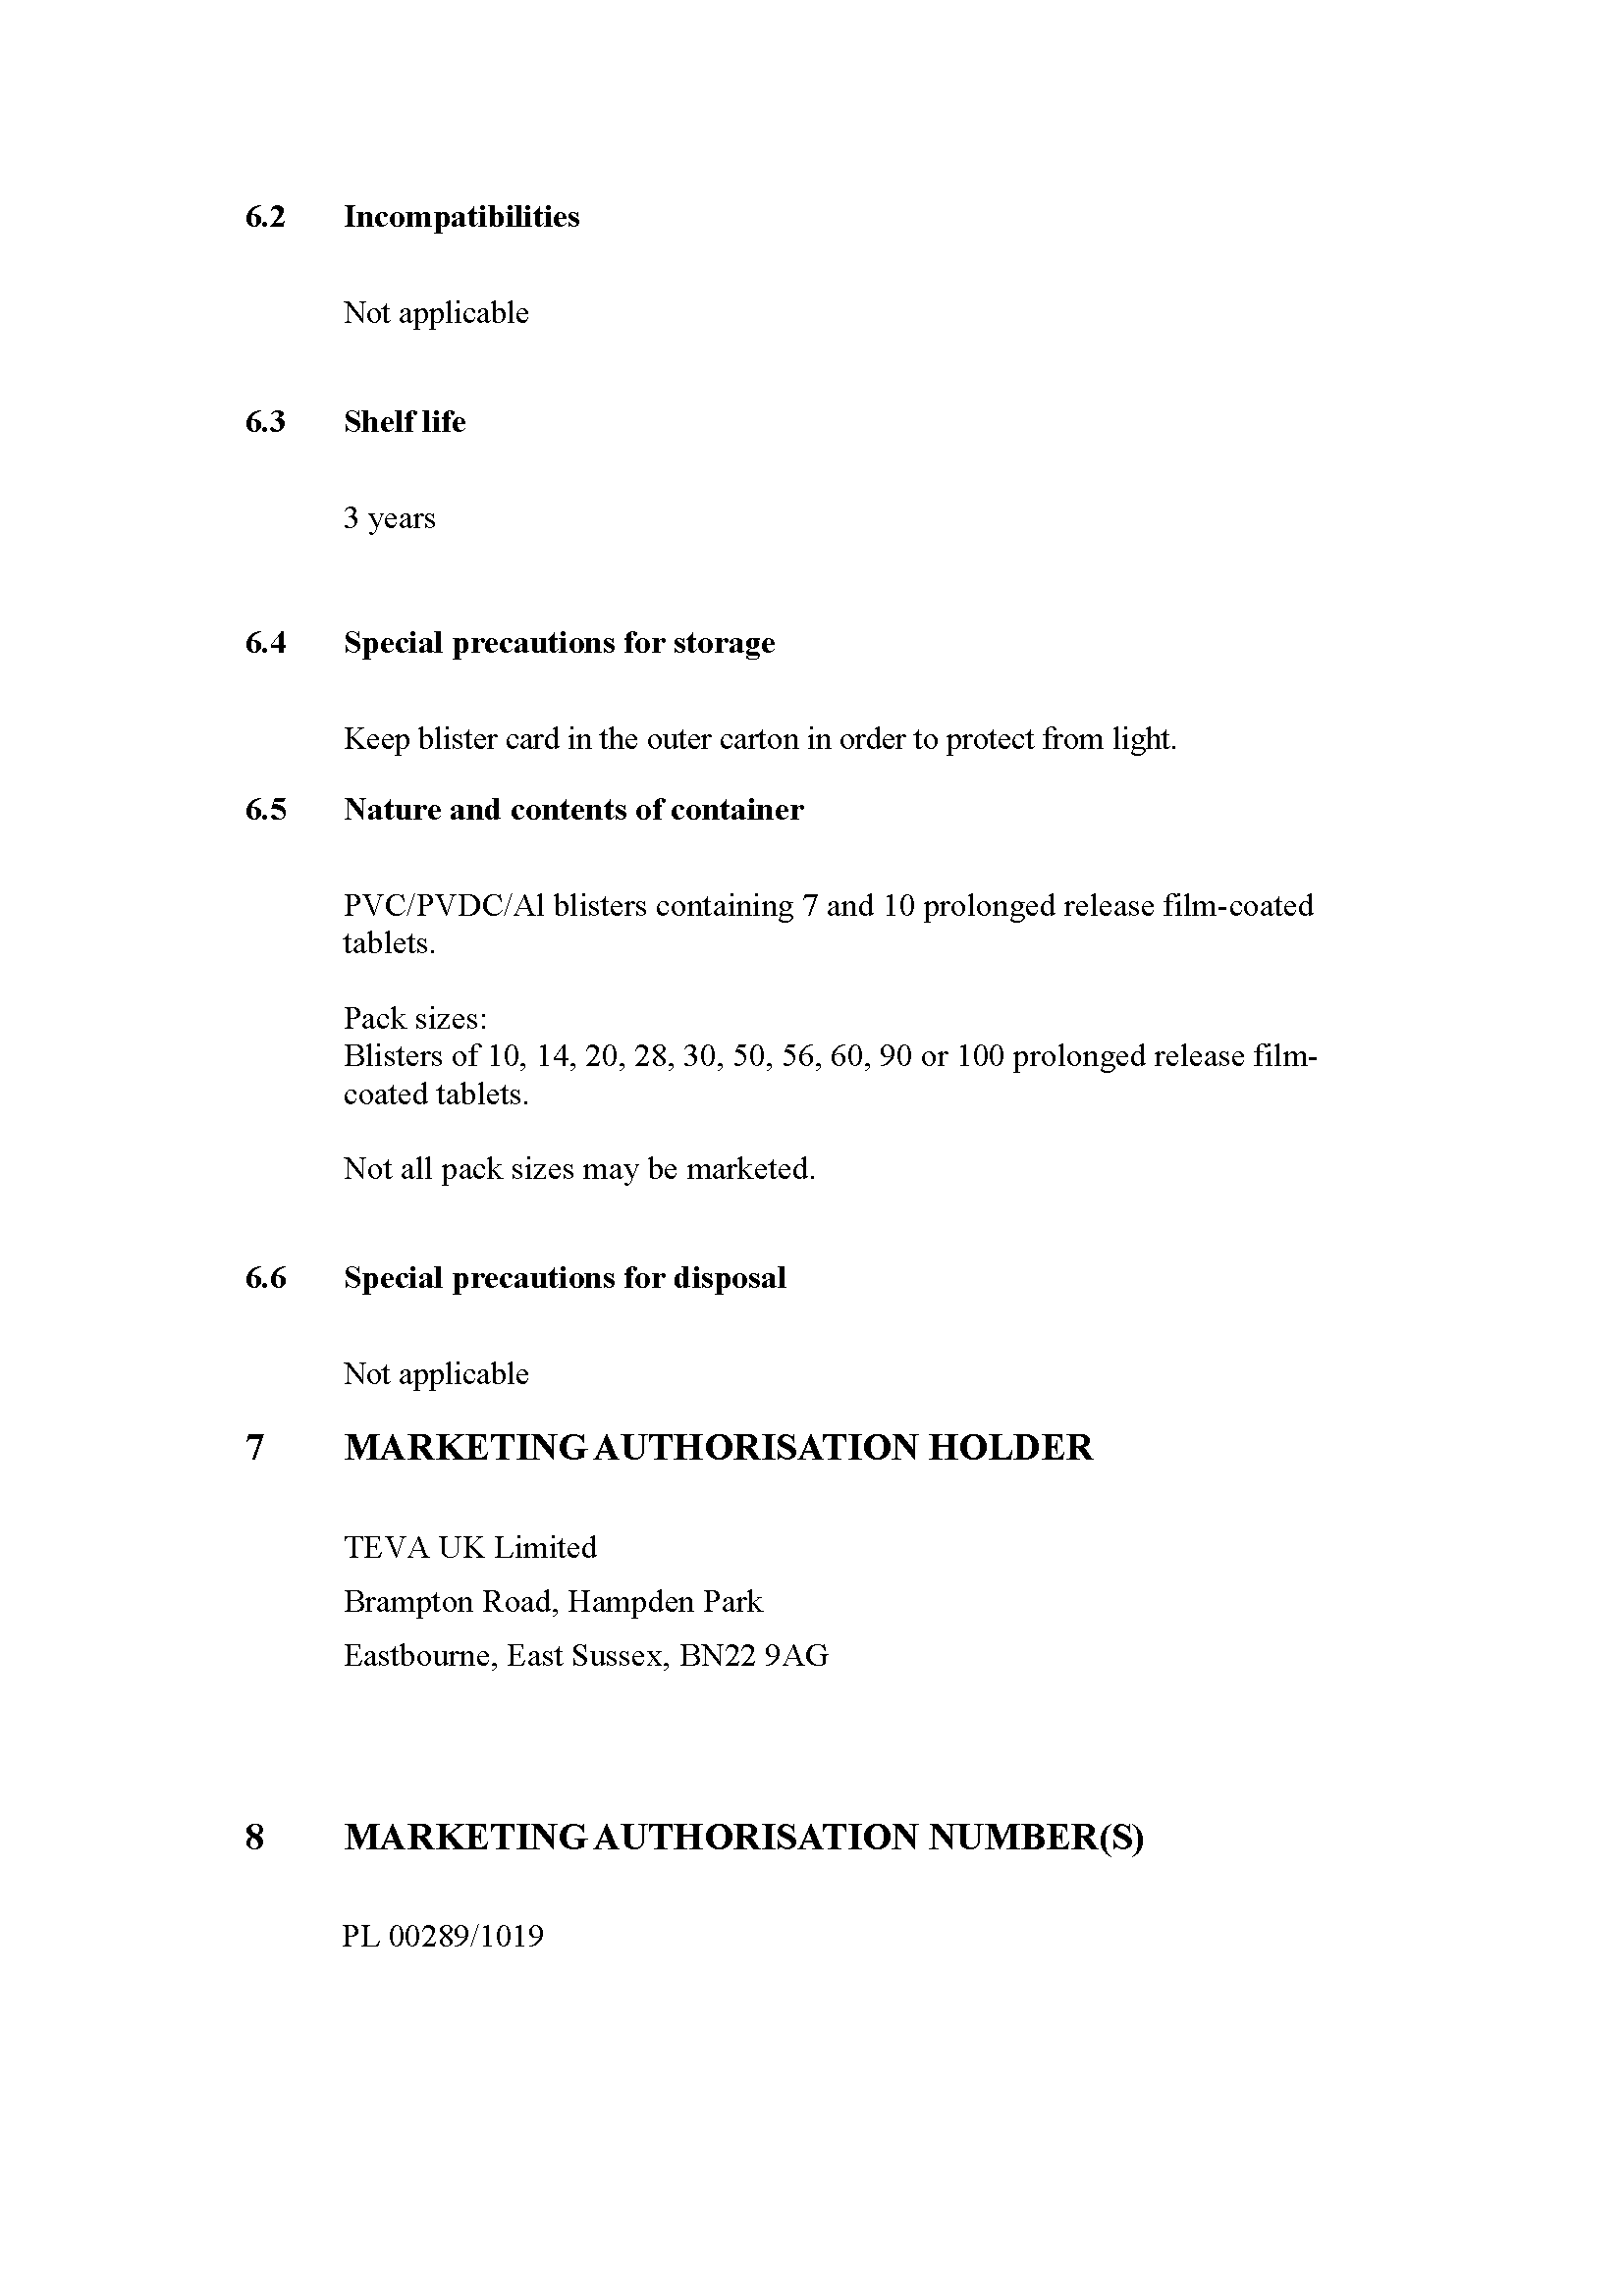 6.2 Incompatibilities
Not applicable
6.3 Shelf life
3 years
6.4 Special precautions for storage
Keep blister card in the outer carton in order to protect from light.
6.5 Nature and contents of container
PVC/PVDC/Al blisters containing 7 and 10 prolonged release film-coated
tablets.
Pack sizes:
Blisters of 10, 14, 20, 28, 30, 50, 56, 60, 90 or 100 prolonged release film-
coated tablets.
Not all pack sizes may be marketed.
6.6 Special precautions for disposal
Not applicable
7 MARKETING AUTHORISATION HOLDER
TEVA UK Limited
Brampton Road, Hampden Park
Eastbourne, East Sussex, BN22 9AG
8 MARKETING AUTHORISATION NUMBER(S)
PL 00289/1019